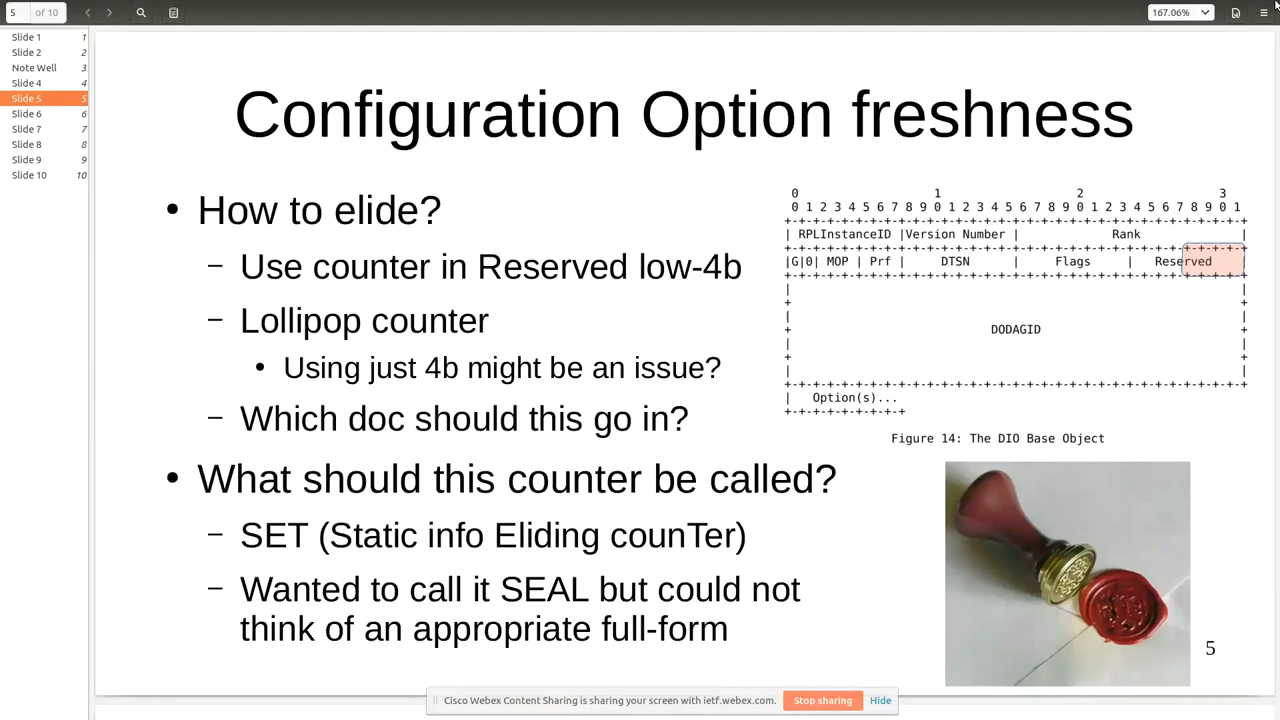 5 of 10
167.06%
Slide 1 1
Slide 2 2
Note Well 3
Slide 4 4
Slide 5 5
Slide 6 6
Slide 7 7
Slide 8 8
Slide 9 9
Slide 10 10
Configuration Option freshness
• How to elide?
– Use counter in Reserved low-4b
– Lollipop counter
• Using just 4b might be an issue?
– Which doc should this go in?
• What should this counter be called?
– SET (Static info Eliding counTer)
– Wanted to call it SEAL but could not
think of an appropriate full-form
0 1 2 3
0 1 2 3 4 5 6 7 8 9 0 1 2 3 4 5 6 7 8 9 0 1 2 3 4 5 6 7 8 9 0 1
+-+-+-+-+-+-+-+-+-+-+-+-+-+-+-+-+-+-+-+-+-+-+-+-+-+-+-+-+-+-+-+-+
| RPLInstanceID |Version Number | Rank |
+-+-+-+-+-+-+-+-+-+-+-+-+-+-+-+-+-+-+-+-+-+-+-+-+-+-+-+-+-+-+-+-+
|G|0| MOP | Prf | DTSN | Flags | Reserved |
+-+-+-+-+-+-+-+-+-+-+-+-+-+-+-+-+-+-+-+-+-+-+-+-+-+-+-+-+-+-+-+-+
| |
+ +
| |
+ DODAGID +
| |
+ +
| |
+-+-+-+-+-+-+-+-+-+-+-+-+-+-+-+-+-+-+-+-+-+-+-+-+-+-+-+-+-+-+-+-+
| Option(s)...
+-+-+-+-+-+-+-+-+
Figure 14: The DIO Base Object
5
Cisco Webex Content Sharing is sharing your screen with ietf.webex.com. Stop sharing Hide